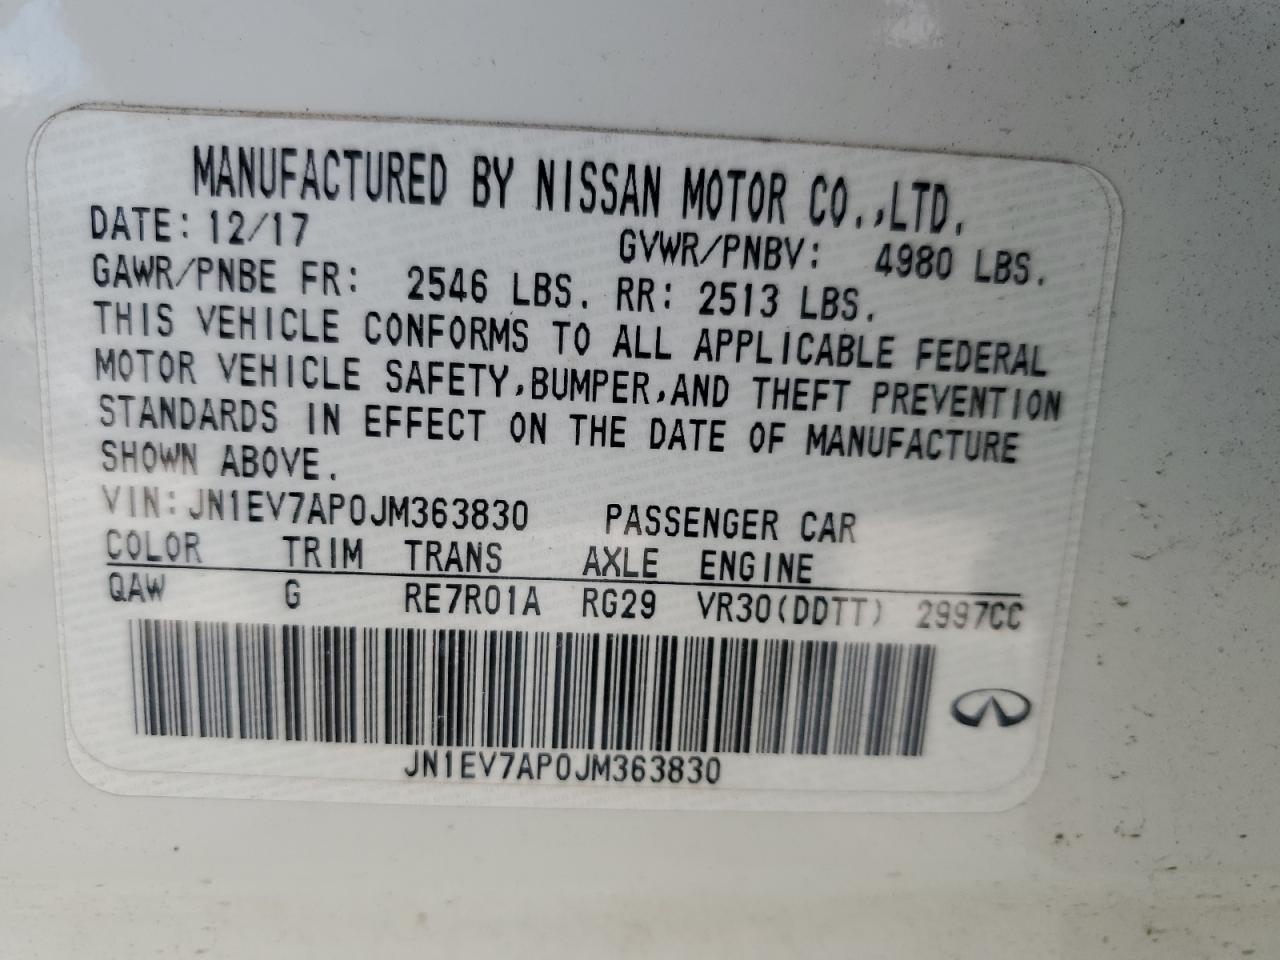 MANUFACTURED BY NISSAN MOTOR CO.,LTD.
DATE: 12/17 GVWR/PNBV: 4980 LBS.
GAWR/PNBE FR: 2546 LBS. RR: 2513 LBS.
THIS VEHICLE CONFORMS TO ALL APPLICABLE FEDERAL
MOTOR VEHICLE SAFETY,BUMPER,AND THEFT PREVENTION
STANDARDS IN EFFECT ON THE DATE OF MANUFACTURE
SHOWN ABOVE.
VIN:JN1EV7AP0JM363830 PASSENGER CAR
COLOR TRIM TRANS AXLE ENGINE
QAW G RE7R01A RG29 VR30(DDTT) 2997CC
JN1EV7AP0JM363830